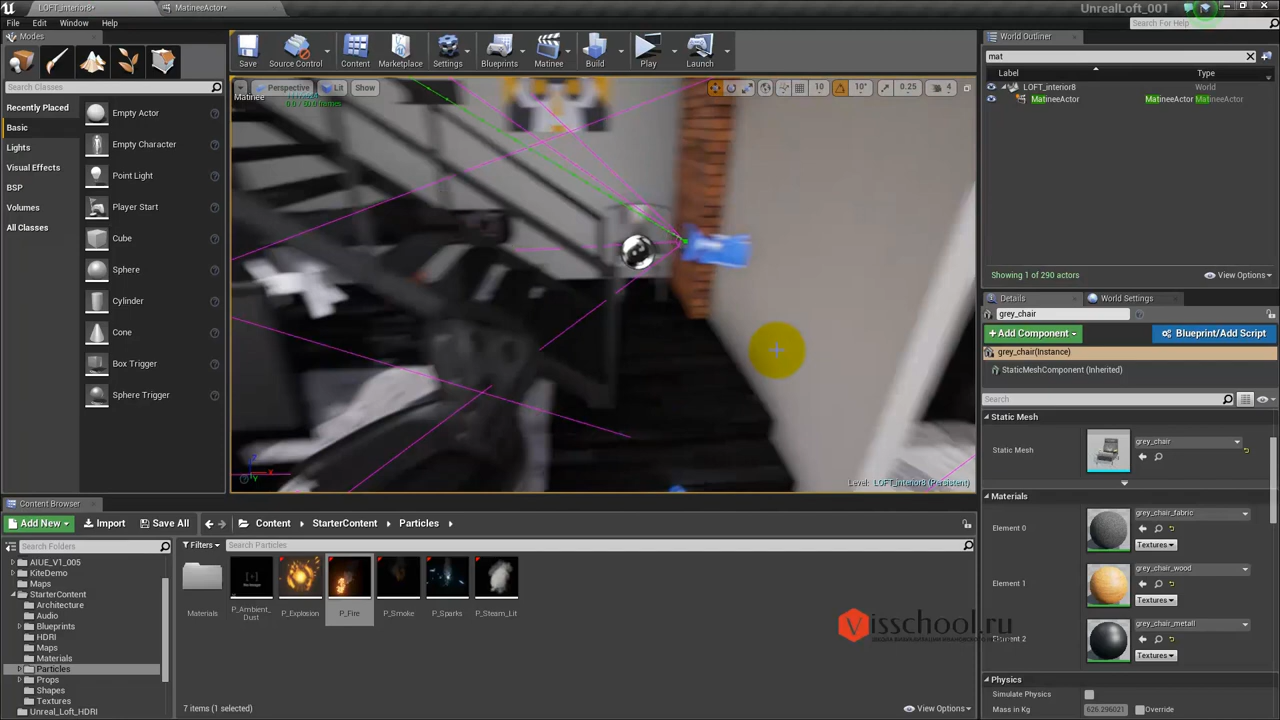 LOFT_interior8*
MatineeActor*
UnrealLoft_001
File Edit Window Help
Search For Help
Modes
Search Classes
Recently Placed
Basic
Lights
Visual Effects
BSP
Volumes
All Classes
Empty Actor
Empty Character
Point Light
Player Start
Cube
Sphere
Cylinder
Cone
Box Trigger
Sphere Trigger
Save
Source Control
Content
Marketplace
Settings
Blueprints
Matinee
Build
Play
Launch
Perspective
Lit
Show
10
10°
0.25
4
Matinee
Level: LOFT_interior8 (Persistent)
World Outliner
mat
Label Type
LOFT_interior8 World
MatineeActor MatineeActor MatineeActor
Showing 1 of 290 actors
View Options
Details
World Settings
grey_chair
+Add Component
Blueprint/Add Script
grey_chair(Instance)
StaticMeshComponent (Inherited)
Search
Static Mesh
Static Mesh
grey_chair
Materials
Element 0
grey_chair_fabric
Textures
Element 1
grey_chair_wood
Textures
Element 2
grey_chair_metall
Textures
Physics
Simulate Physics
Mass in Kg
626.296021
Override
Content Browser
Add New
Import
Save All
Content
StarterContent
Particles
Search Folders
Filters
Search Particles
AIUE_V1_005
KiteDemo
Maps
StarterContent
Architecture
Audio
Blueprints
HDRI
Maps
Materials
Particles
Props
Shapes
Textures
Unreal_Loft_HDRI
Materials
P_Ambient_
Dust
P_Explosion
P_Fire
P_Smoke
P_Sparks
P_Steam_Lit
7 items (1 selected)
View Options
visschool.ru